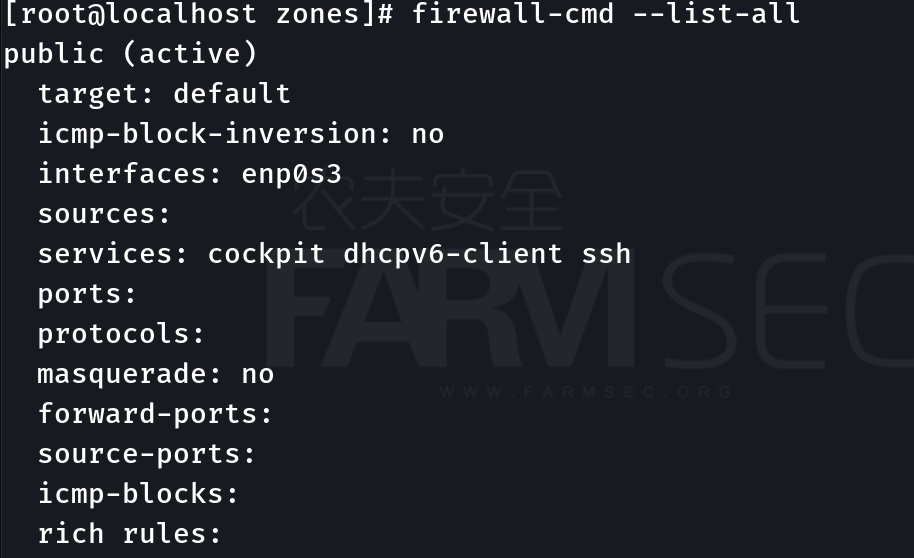 [root@localhost zones]# firewall-cmd --list-all
public (active)
  target: default
  icmp-block-inversion: no
  interfaces: enp0s3
  sources:
  services: cockpit dhcpv6-client ssh
  ports:
  protocols:
  masquerade: no
  forward-ports:
  source-ports:
  icmp-blocks:
  rich rules:
农夫安全
FARMSEC
WWW.FARMSEC.ORG